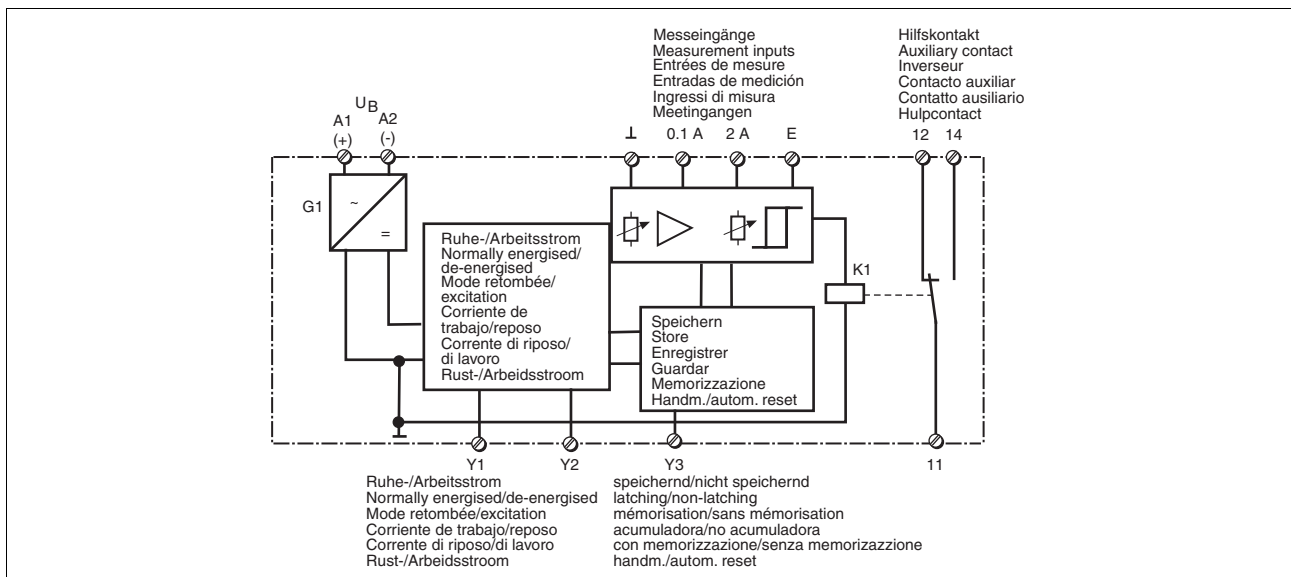 Messeingänge
Measurement inputs
Entrées de mesure
Entradas de medición
Ingressi di misura
Meetingangen
Hilfskontakt
Auxiliary contact
Inverseur
Contacto auxiliar
Contatto ausiliario
Hulpcontact
UB
A1 A2
(+) (-)
⊥ 0.1 A 2 A E
12 14
G1
~
=
Ruhe-/Arbeitsstrom
Normally energised/
de-energised
Mode retombée/
excitation
Corriente de
trabajo/reposo
Corrente di riposo/
di lavoro
Rust-/Arbeidsstroom
K1
Speichern
Store
Enregistrer
Guardar
Memorizzazione
Handm./autom. reset
Y1 Y2 Y3 11
Ruhe-/Arbeitsstrom
Normally energised/de-energised
Mode retombée/excitation
Corriente de trabajo/reposo
Corrente di riposo/di lavoro
Rust-/Arbeidsstroom
speichernd/nicht speichernd
latching/non-latching
mémorisation/sans mémorisation
acumuladora/no acumuladora
con memorizzazione/senza memorizazzione
handm./autom. reset